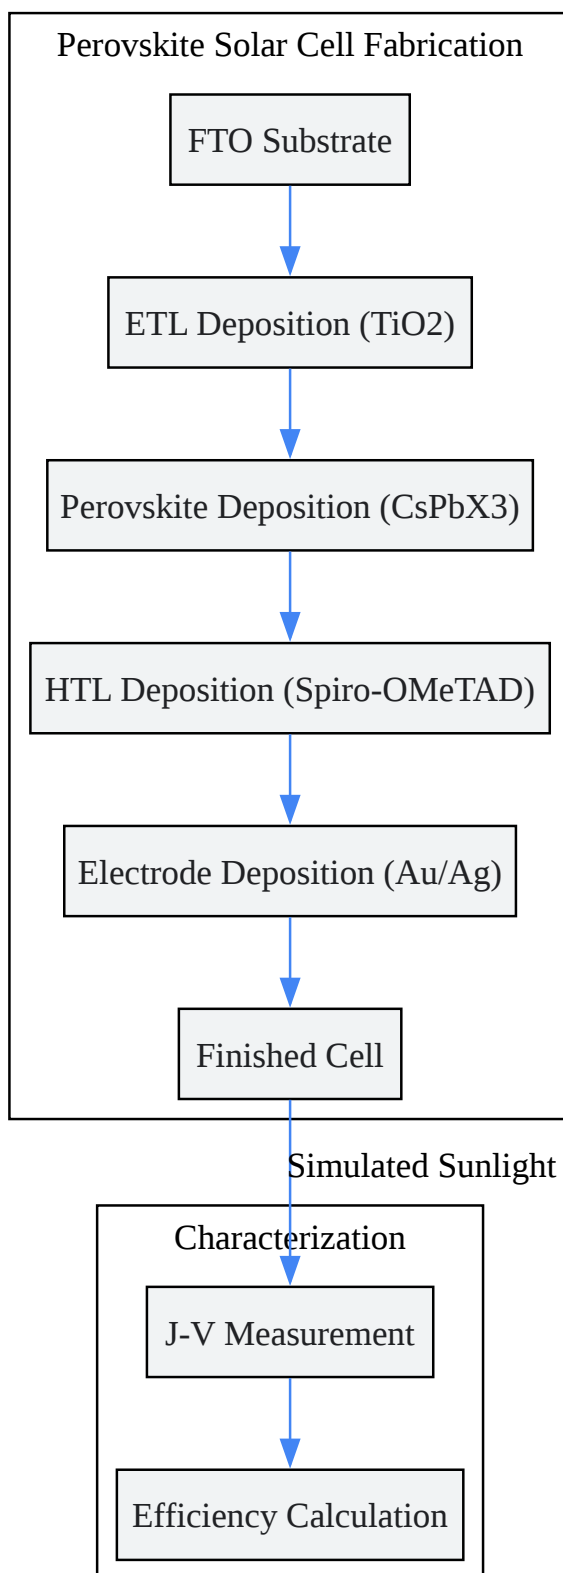 Perovskite Solar Cell Fabrication
FTO Substrate
ETL Deposition (TiO2)
Perovskite Deposition (CsPbX3)
HTL Deposition (Spiro-OMeTAD)
Electrode Deposition (Au/Ag)
Finished Cell
Simulated Sunlight
Characterization
J-V Measurement
Efficiency Calculation